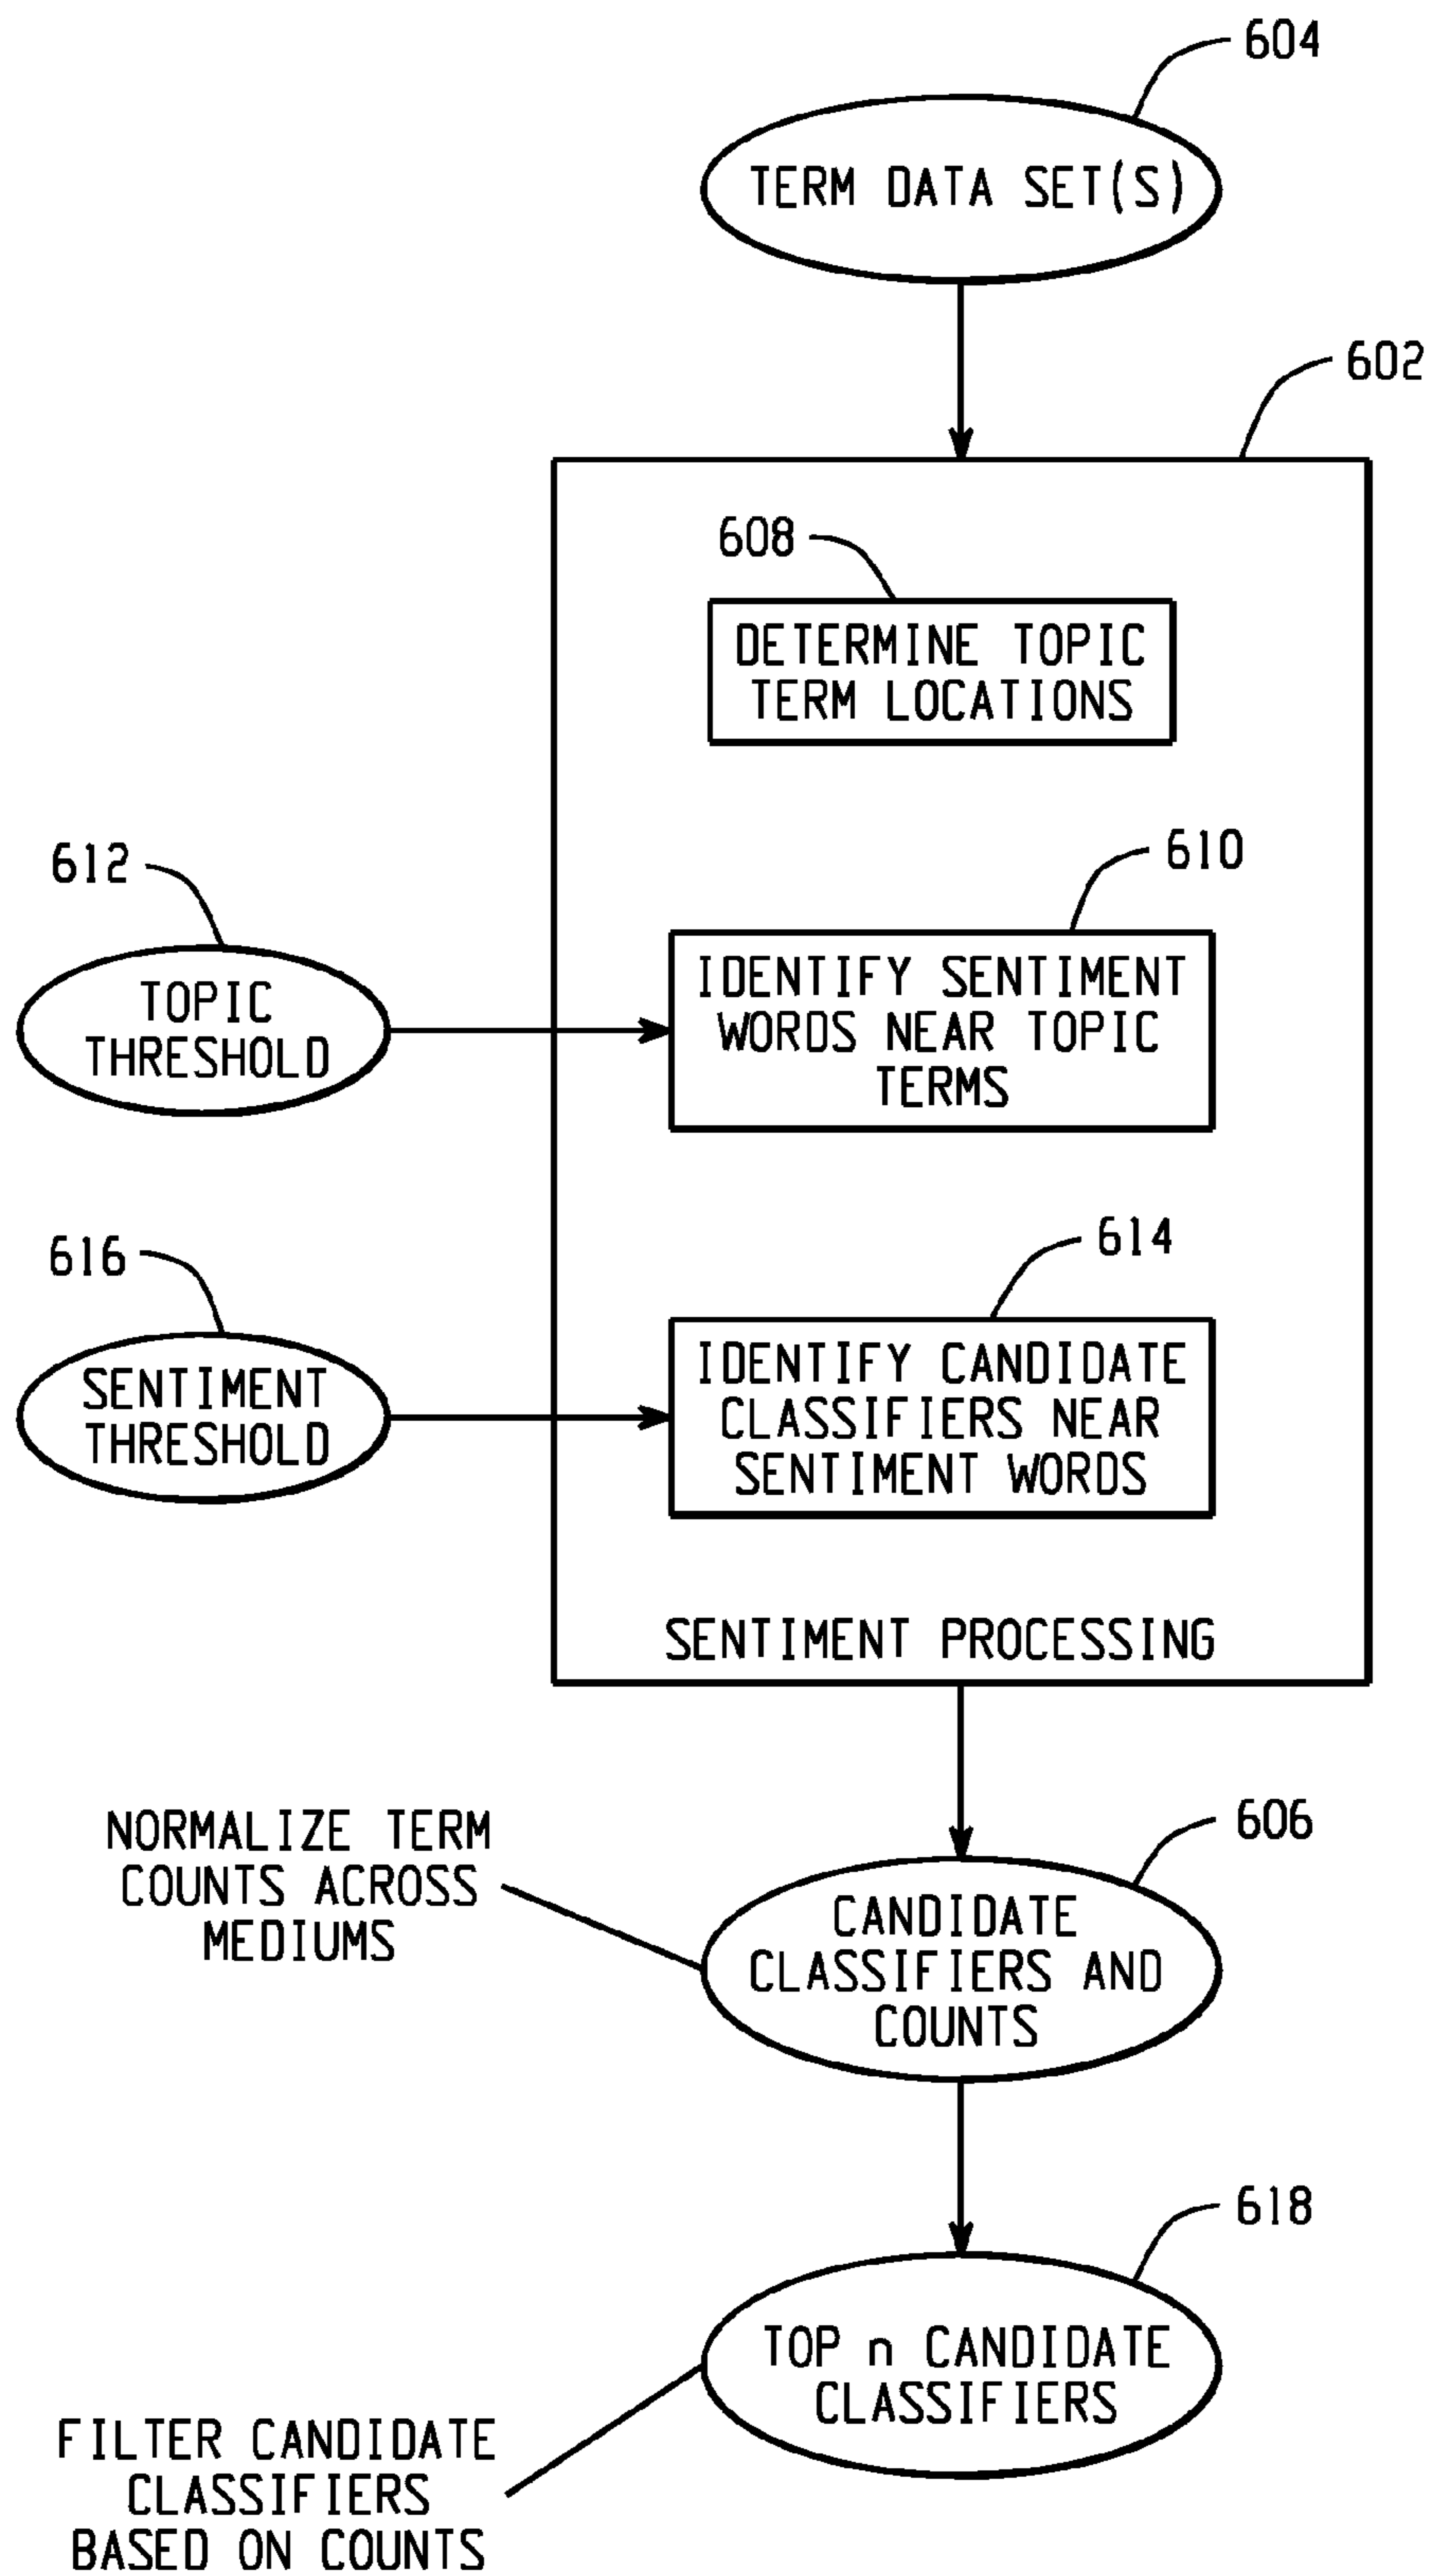 604
TERM DATA SET(S)
602
608
DETERMINE TOPIC
TERM LOCATIONS
612
610
TOPIC
THRESHOLD
IDENTIFY SENTIMENT
WORDS NEAR TOPIC
TERMS
616
614
SENTIMENT
THRESHOLD
IDENTIFY CANDIDATE
CLASSIFIERS NEAR
SENTIMENT WORDS
SENTIMENT PROCESSING
NORMALIZE TERM
COUNTS ACROSS
MEDIUMS
606
CANDIDATE
CLASSIFIERS AND
COUNTS
618
TOP n CANDIDATE
CLASSIFIERS
FILTER CANDIDATE
CLASSIFIERS
BASED ON COUNTS